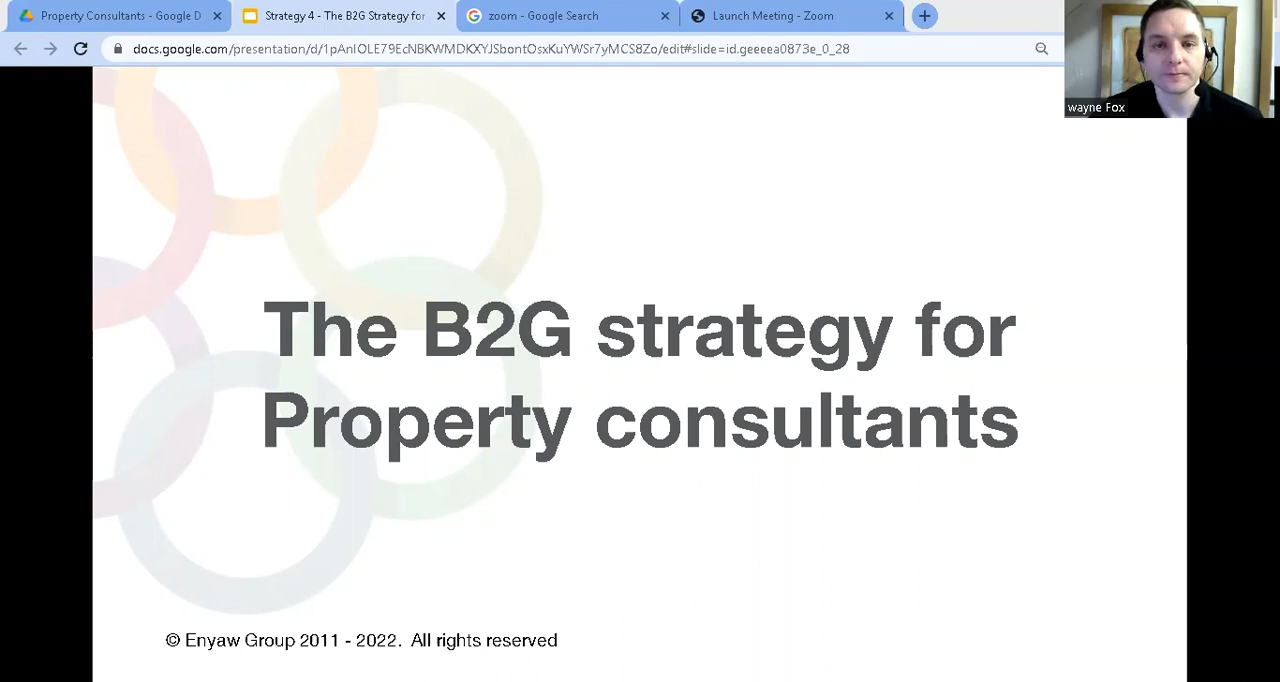 Property Consultants - Google D
Strategy 4 - The B2G Strategy for
zoom - Google Search
Launch Meeting - Zoom
docs.google.com/presentation/d/1pAnIOLE79EcNBKWMDKXYJSbontOsxKuYWSr7yMCS8Zo/edit#slide=id.geeeea0873e_0_28
wayne Fox
The B2G strategy for
Property consultants
© Enyaw Group 2011 - 2022. All rights reserved